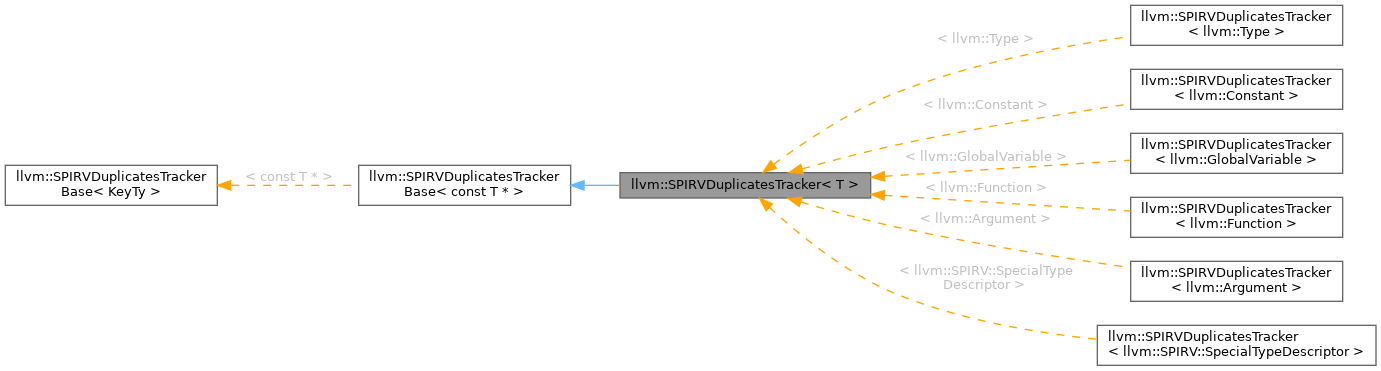 llvm::SPIRVDuplicatesTracker
Base< KeyTy >
< const T * >
llvm::SPIRVDuplicatesTracker
Base< const T * >
llvm::SPIRVDuplicatesTracker< T >
< llvm::Type >
< llvm::Constant >
< llvm::GlobalVariable >
< llvm::Function >
< llvm::Argument >
< llvm::SPIRV::SpecialType
Descriptor >
llvm::SPIRVDuplicatesTracker
< llvm::Type >
llvm::SPIRVDuplicatesTracker
< llvm::Constant >
llvm::SPIRVDuplicatesTracker
< llvm::GlobalVariable >
llvm::SPIRVDuplicatesTracker
< llvm::Function >
llvm::SPIRVDuplicatesTracker
< llvm::Argument >
llvm::SPIRVDuplicatesTracker
< llvm::SPIRV::SpecialTypeDescriptor >